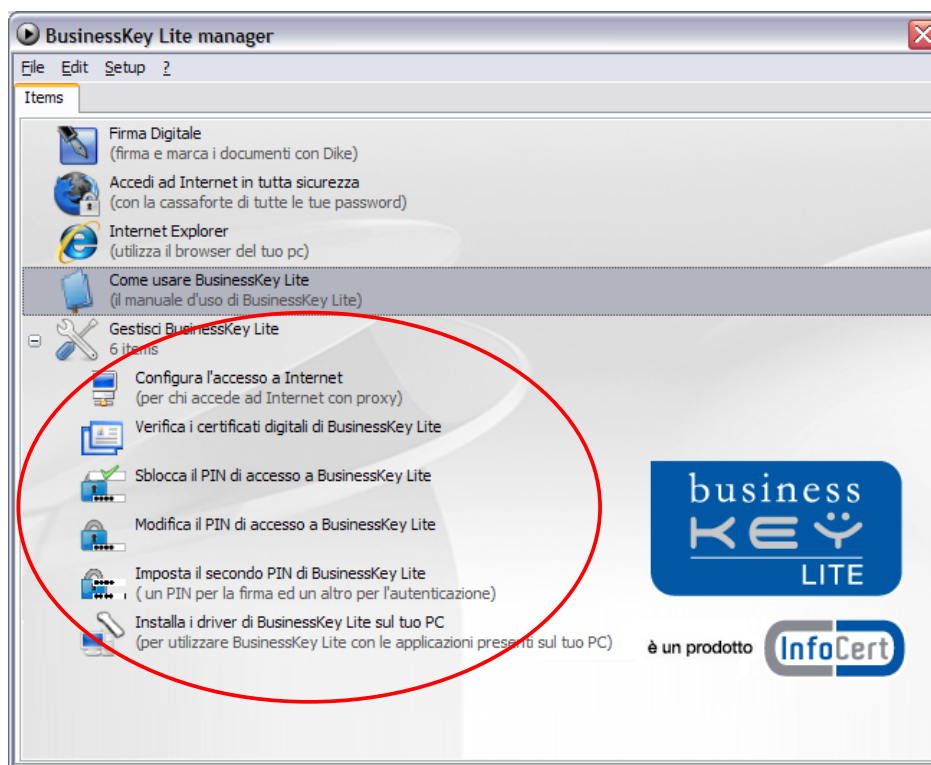 BusinessKey Lite manager
File Edit Setup ?
Items
Firma Digitale
(firma e marca i documenti con Dike)
Accedi ad Internet in tutta sicurezza
(con la cassaforte di tutte le tue password)
Internet Explorer
(utilizza il browser del tuo pc)
Come usare BusinessKey Lite
(il manuale d'uso di BusinessKey Lite)
Gestisci BusinessKey Lite
6 items
Configura l'accesso a Internet
(per chi accede ad Internet con proxy)
Verifica i certificati digitali di BusinessKey Lite
Sblocca il PIN di accesso a BusinessKey Lite
Modifica il PIN di accesso a BusinessKey Lite
Imposta il secondo PIN di BusinessKey Lite
( un PIN per la firma ed un altro per l'autenticazione)
Installa i driver di BusinessKey Lite sul tuo PC
(per utilizzare BusinessKey Lite con le applicazioni presenti sul tuo PC)
business
KEY
LITE
è un prodotto InfoCert